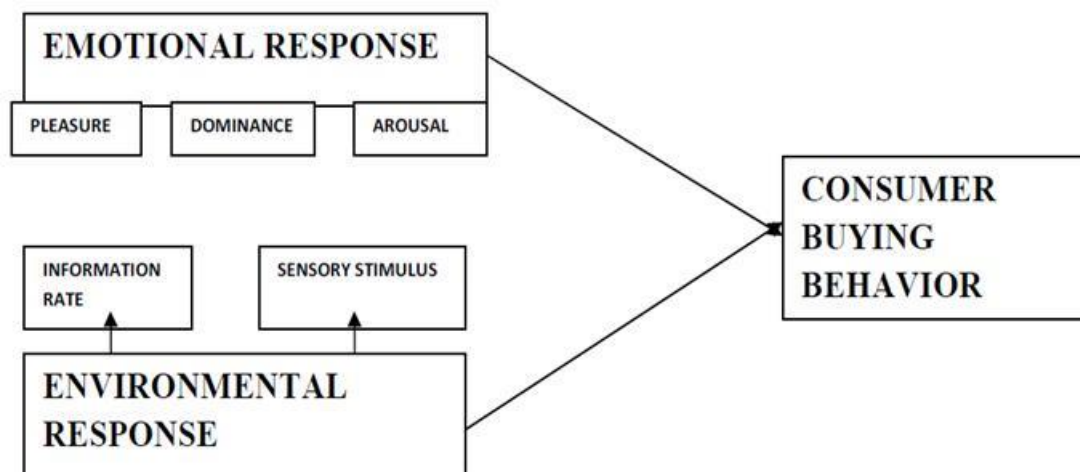 EMOTIONAL RESPONSE
PLEASURE
DOMINANCE
AROUSAL
CONSUMER
BUYING
BEHAVIOR
INFORMATION
RATE
SENSORY STIMULUS
ENVIRONMENTAL
RESPONSE